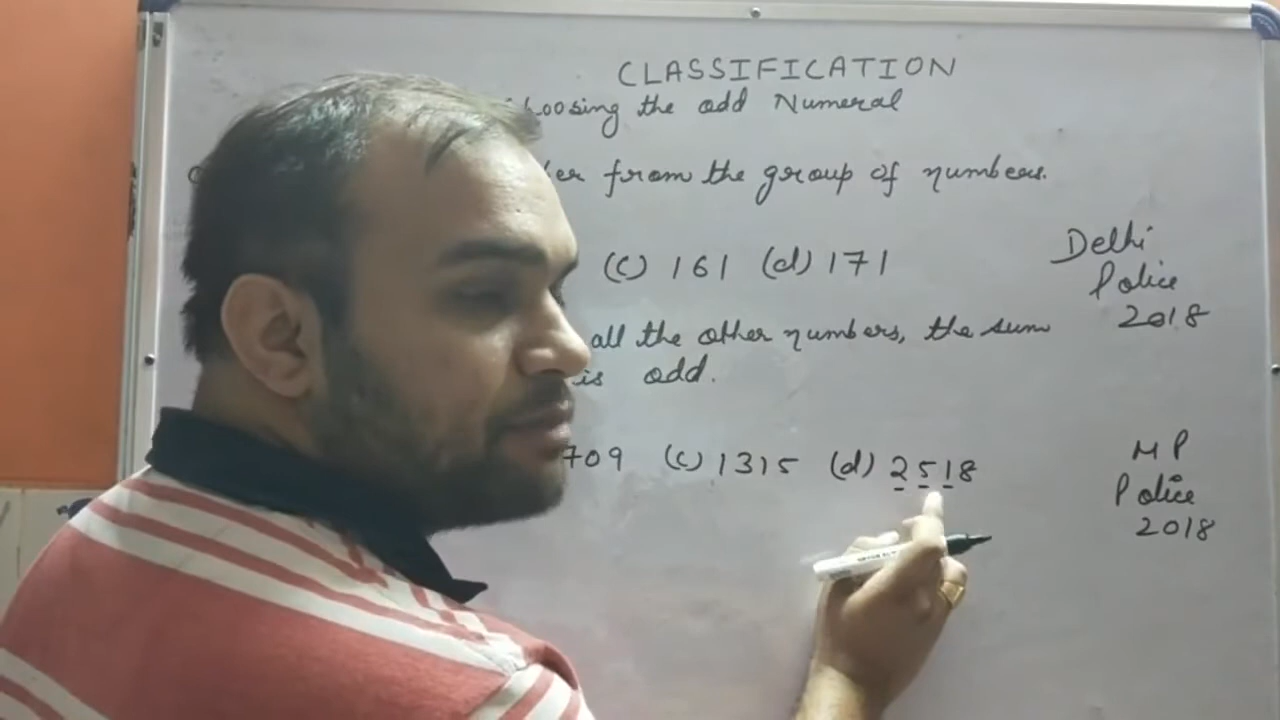 CLASSIFICATION
Choosing the odd Numeral
from the group of numbers.
(c) 161 (d) 171
Delhi
Police
2018
all the other numbers, the sum
is odd.
709 (c) 1315 (d) 2518
MP
Police
2018